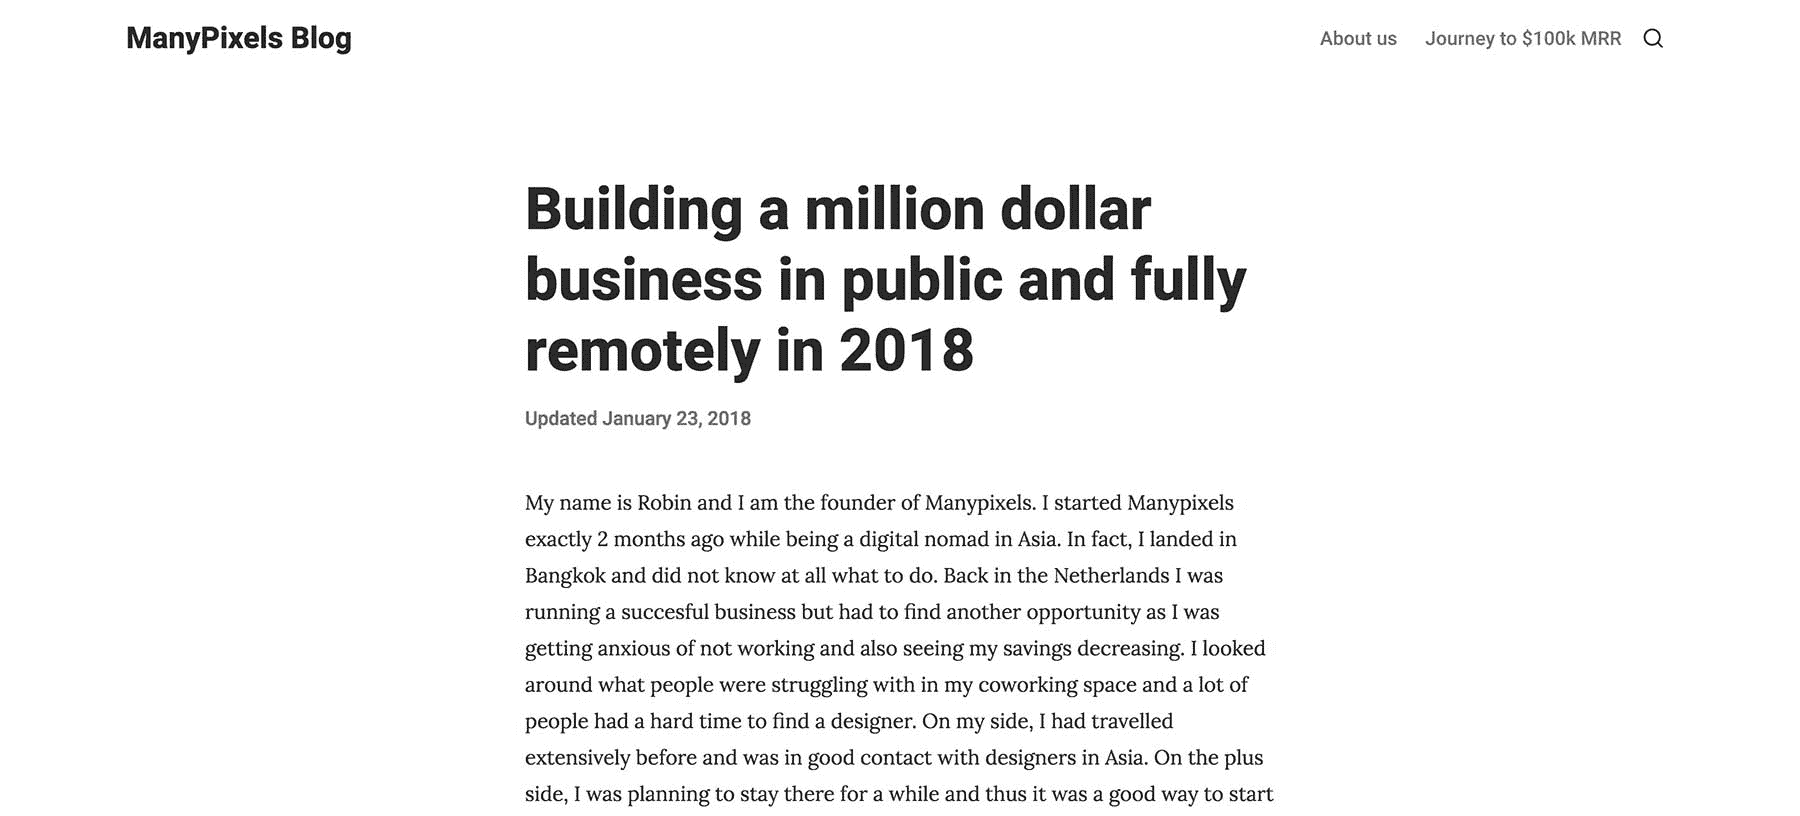 ManyPixels Blog
About us
Journey to $100k MRR
Building a million dollar
business in public and fully
remotely in 2018
Updated January 23, 2018
My name is Robin and I am the founder of Manypixels. I started Manypixels
exactly 2 months ago while being a digital nomad in Asia. In fact, I landed in
Bangkok and did not know at all what to do. Back in the Netherlands I was
running a succesful business but had to find another opportunity as I was
getting anxious of not working and also seeing my savings decreasing. I looked
around what people were struggling with in my coworking space and a lot of
people had a hard time to find a designer. On my side, I had travelled
extensively before and was in good contact with designers in Asia. On the plus
side, I was planning to stay there for a while and thus it was a good way to start